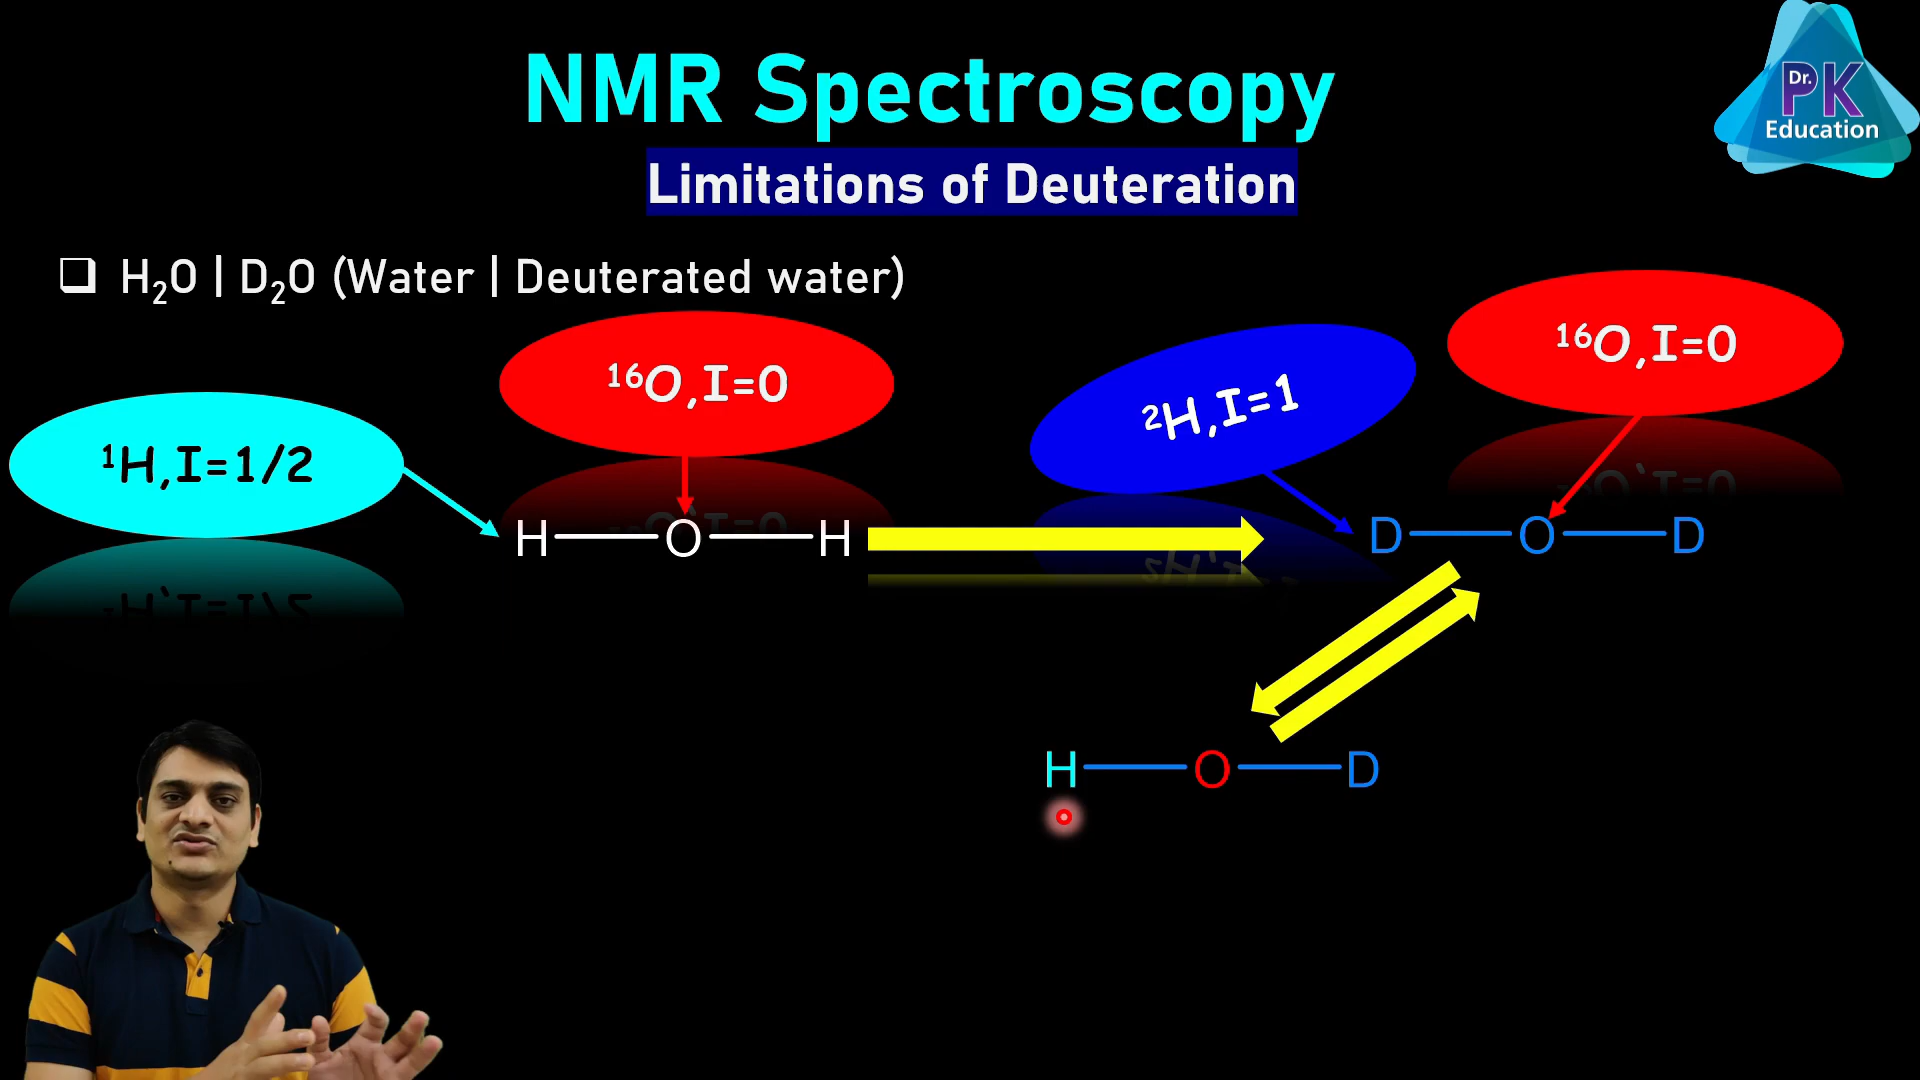 NMR Spectroscopy
Dr.
PK
Education
Limitations of Deuteration
❑ H₂O | D₂O (Water | Deuterated water)
¹⁶O,I=0
¹⁶O,I=0
²H,I=1
¹H,I=1/2
H—O—H
D—O—D
H—O—D